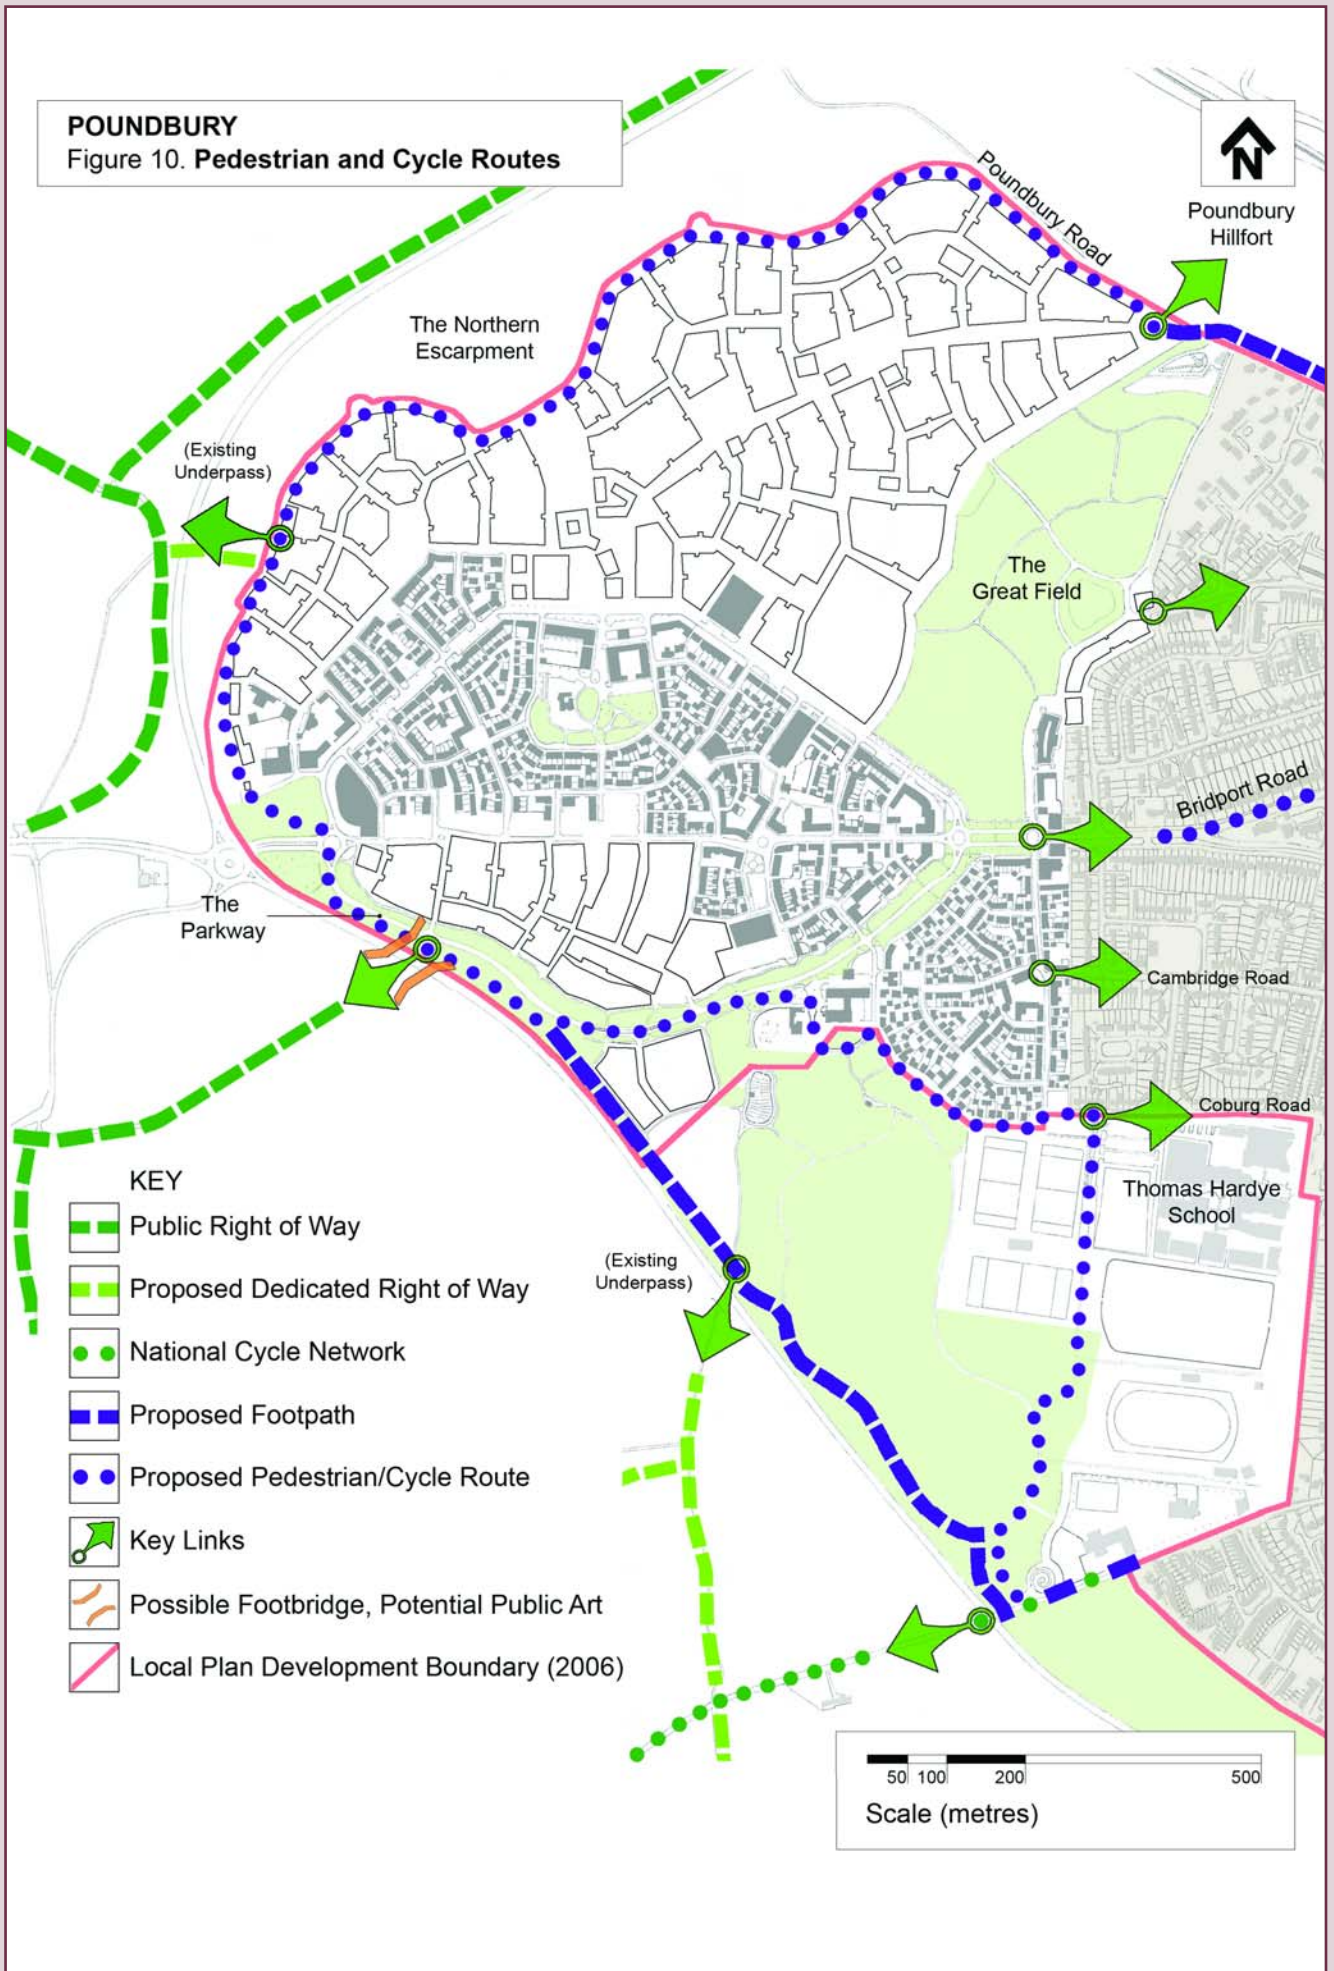 POUNDBURY
Figure 10. Pedestrian and Cycle Routes
N
Poundbury
Hillfort
Poundbury Road
The Northern
Escarpment
(Existing
Underpass)
The
Great Field
Bridport Road
The
Parkway
Cambridge Road
Coburg Road
Thomas Hardye
School
(Existing
Underpass)
KEY
Public Right of Way
Proposed Dedicated Right of Way
National Cycle Network
Proposed Footpath
Proposed Pedestrian/Cycle Route
Key Links
Possible Footbridge, Potential Public Art
Local Plan Development Boundary (2006)
50 100 200 500
Scale (metres)